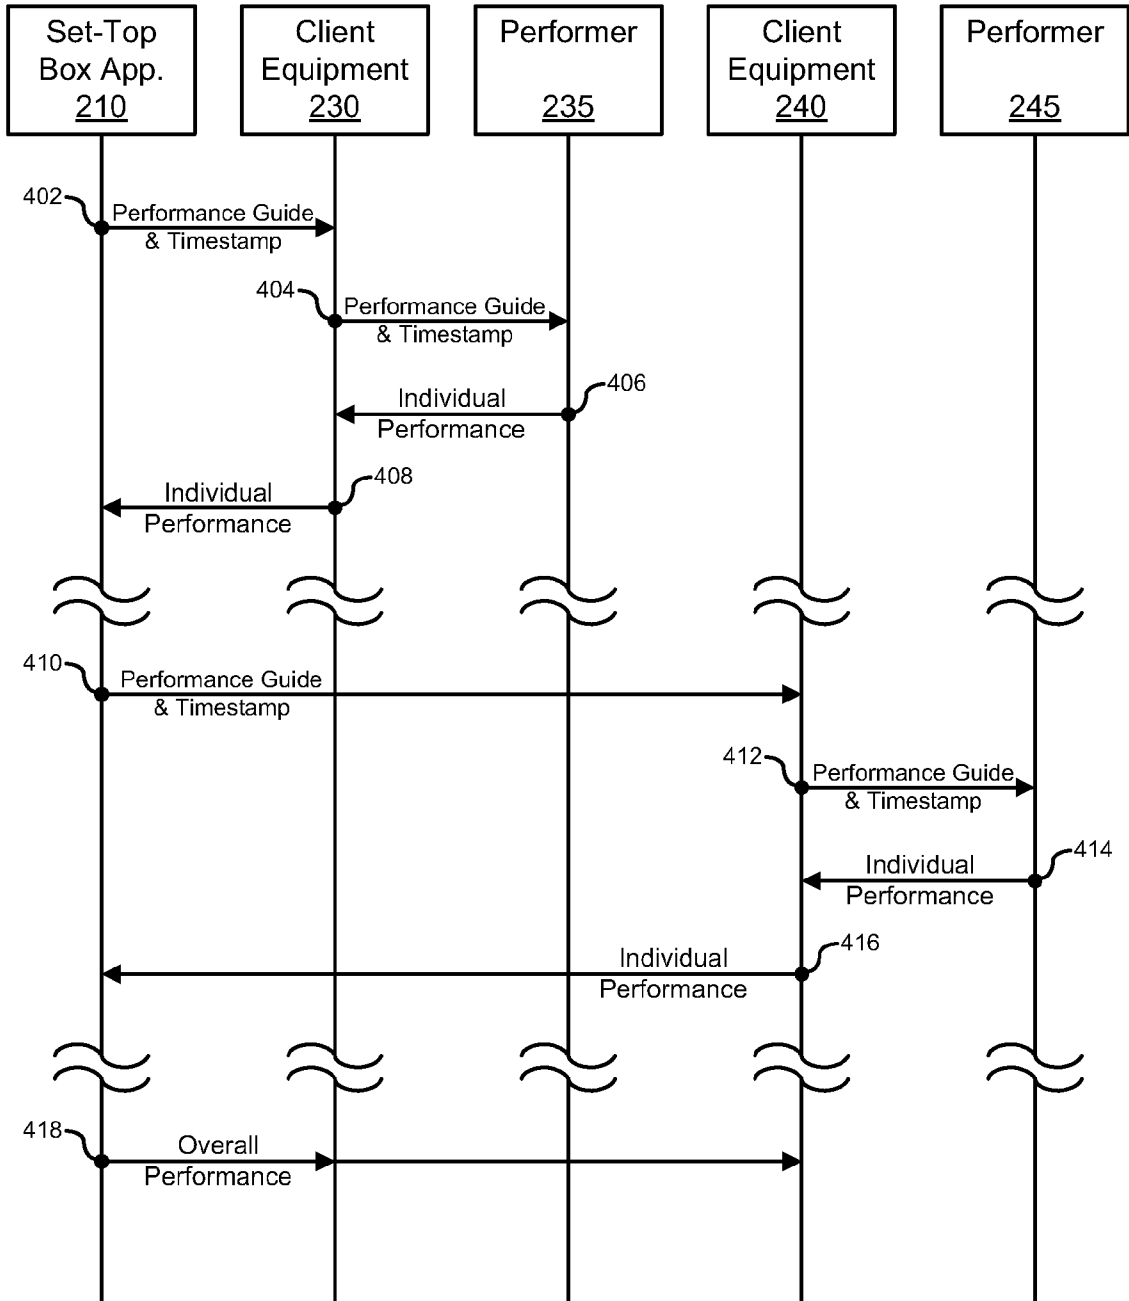 Set-Top
Box App.
210
Client
Equipment
230
Performer
235
Client
Equipment
240
Performer
245
402
Performance Guide
& Timestamp
404
Performance Guide
& Timestamp
406
Individual
Performance
408
Individual
Performance
410
Performance Guide
& Timestamp
412
Performance Guide
& Timestamp
414
Individual
Performance
416
Individual
Performance
418
Overall
Performance